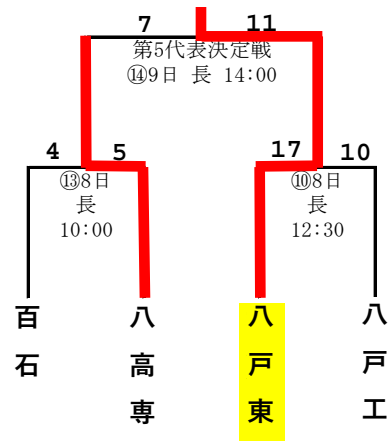 7 11
第5代表決定戦
⑭9日 長 14:00
4 5 17 10
⑬8日
長
10:00
⑩8日
長
12:30
百石
八高専
八戸東
八戸工